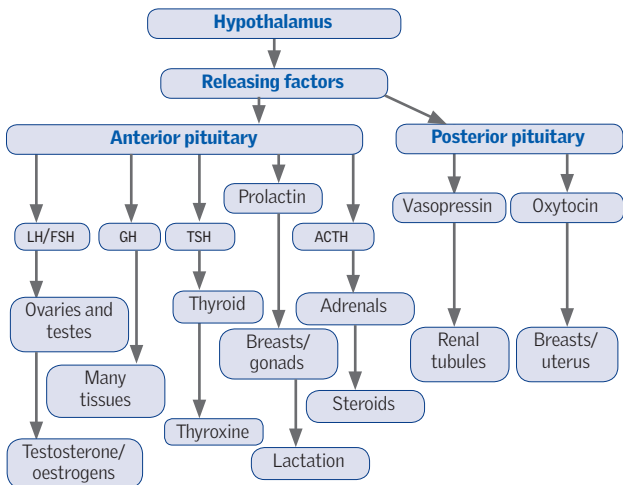 Hypothalamus
Releasing factors
Anterior pituitary
Posterior pituitary
Prolactin
Vasopressin
Oxytocin
LH/FSH
GH
TSH
ACTH
Ovaries and
testes
Thyroid
Adrenals
Breasts/
gonads
Renal
tubules
Breasts/
uterus
Many
tissues
Steroids
Thyroxine
Testosterone/
oestrogens
Lactation